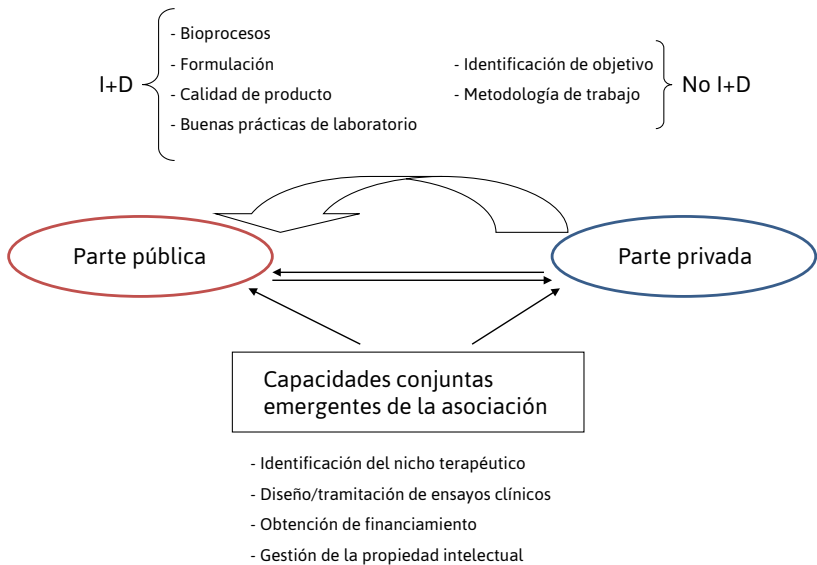 I+D
- Bioprocesos
- Formulación
- Calidad de producto
- Buenas prácticas de laboratorio
- Identificación de objetivo
- Metodología de trabajo
No I+D
Parte pública
Parte privada
Capacidades conjuntas
emergentes de la asociación
- Identificación del nicho terapéutico
- Diseño/tramitación de ensayos clínicos
- Obtención de financiamiento
- Gestión de la propiedad intelectual